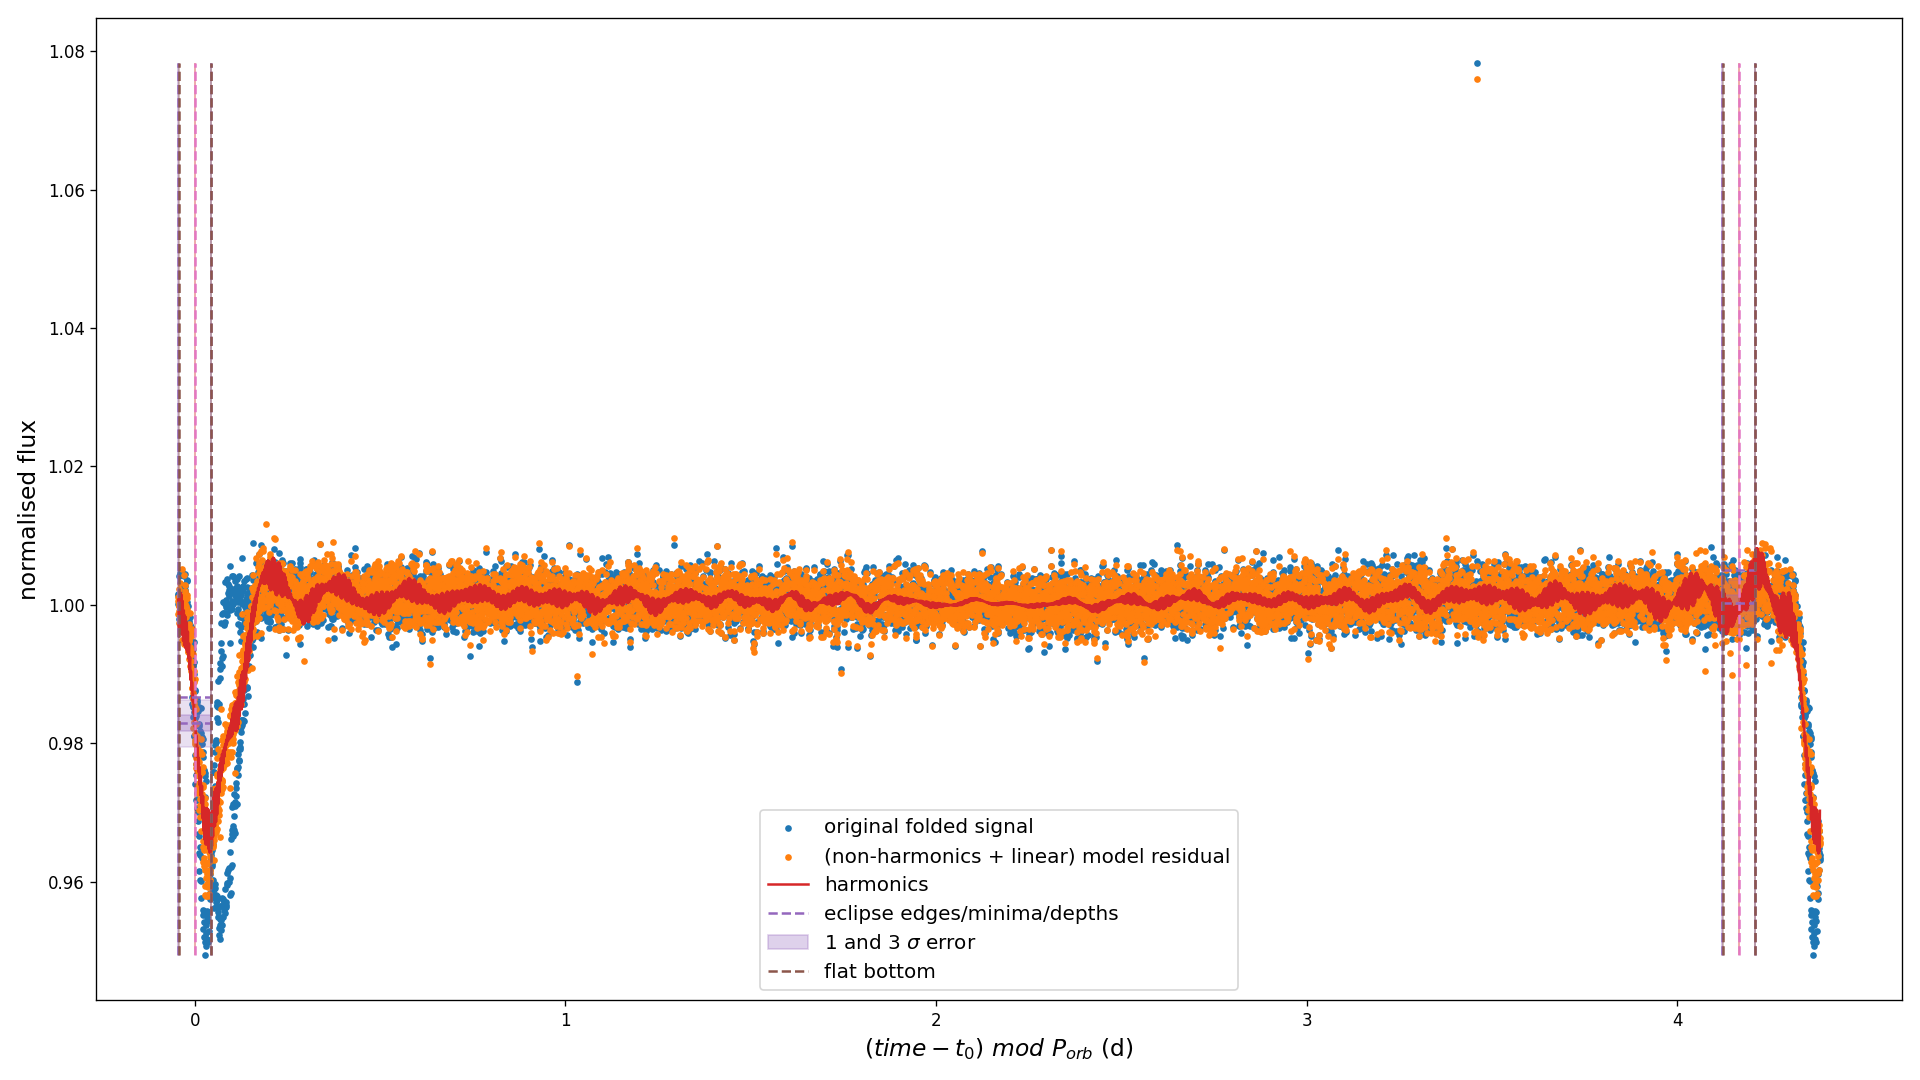 normalised flux
1.08
1.06
1.04
1.02
1.00
0.98
0.96
original folded signal
(non-harmonics + linear) model residual
harmonics
eclipse edges/minima/depths
1 and 3 σ error
flat bottom
0 1 2 3 4
(time − t₀) mod Pₒᵣb (d)